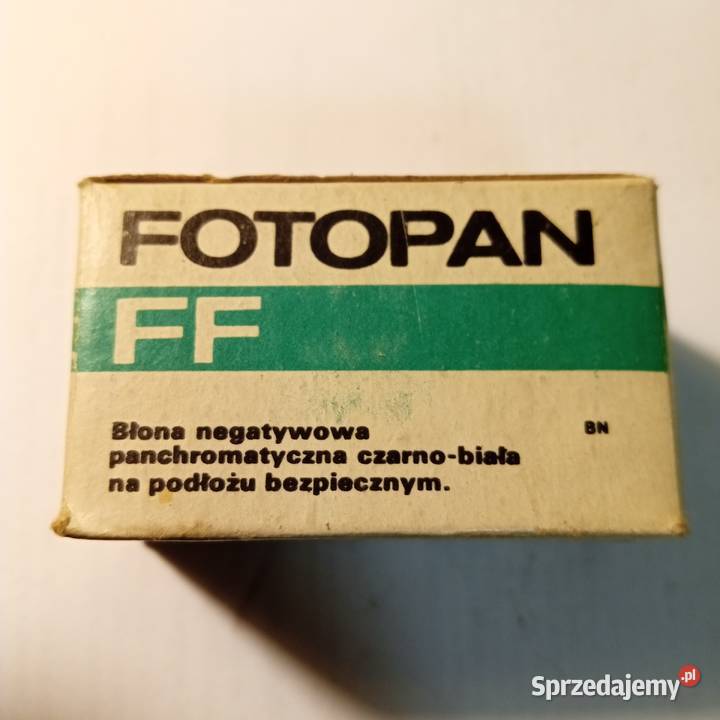 FOTOPAN
FF
Błona negatywowa BN
panchromatyczna czarno-biała
na podłożu bezpiecznym.
Sprzedajemy.pl